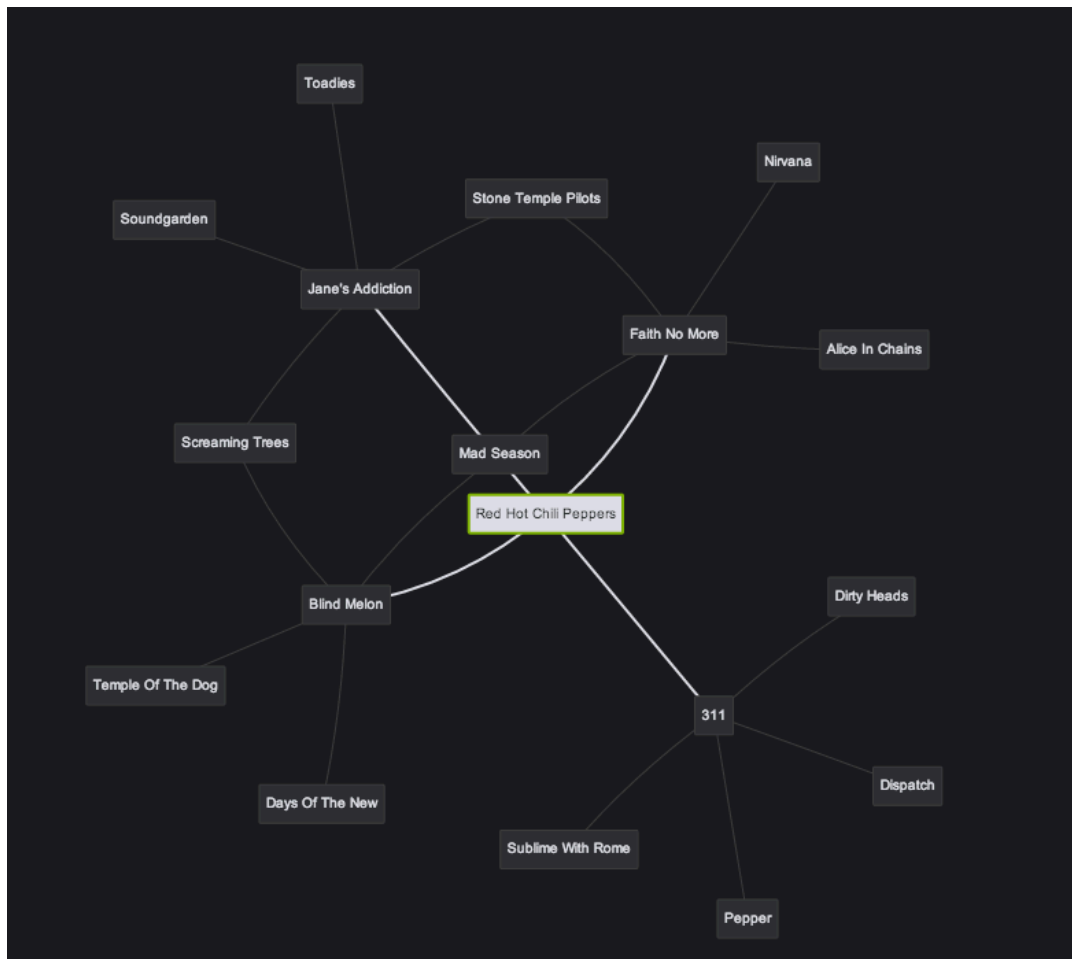 Toadies
Nirvana
Stone Temple Pilots
Soundgarden
Jane's Addiction
Faith No More
Alice In Chains
Screaming Trees
Mad Season
Red Hot Chili Peppers
Dirty Heads
Blind Melon
Temple Of The Dog
311
Dispatch
Days Of The New
Sublime With Rome
Pepper